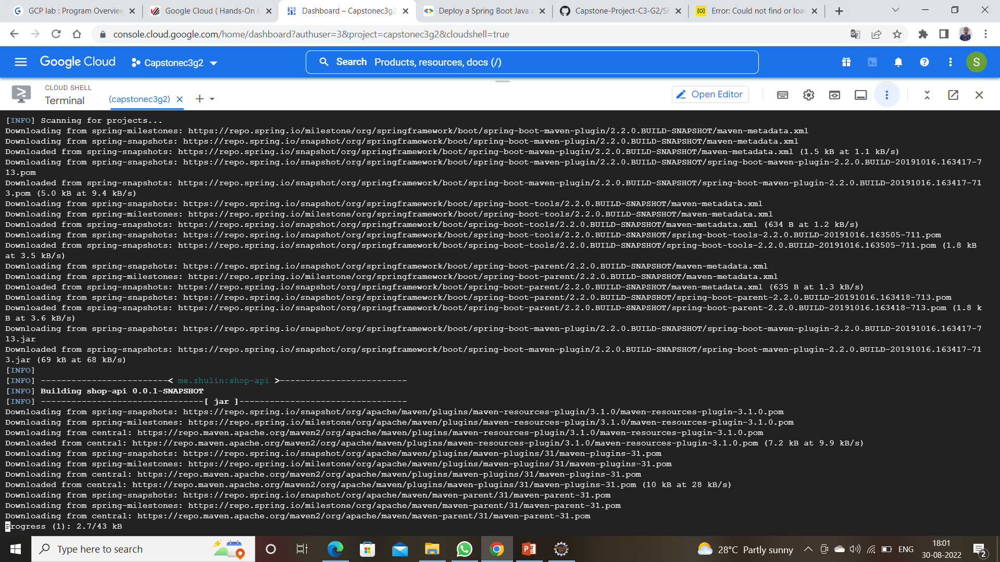 GCP lab : Program Overview
Google Cloud ( Hands-On L
Dashboard – Capstonec3g2
Deploy a Spring Boot Java a
Capstone-Project-C3-G2/Sh
[O] Error: Could not find or loa
console.cloud.google.com/home/dashboard?authuser=3&project=capstonec3g2&cloudshell=true
Google Cloud
Capstonec3g2
Search Products, resources, docs (/)
S
CLOUD SHELL
Terminal
(capstonec3g2)
Open Editor
[INFO] Scanning for projects...
Downloading from spring-milestones: https://repo.spring.io/milestone/org/springframework/boot/spring-boot-maven-plugin/2.2.0.BUILD-SNAPSHOT/maven-metadata.xml
Downloading from spring-snapshots: https://repo.spring.io/snapshot/org/springframework/boot/spring-boot-maven-plugin/2.2.0.BUILD-SNAPSHOT/maven-metadata.xml
Downloaded from spring-snapshots: https://repo.spring.io/snapshot/org/springframework/boot/spring-boot-maven-plugin/2.2.0.BUILD-SNAPSHOT/maven-metadata.xml (1.5 kB at 1.1 kB/s)
Downloading from spring-snapshots: https://repo.spring.io/snapshot/org/springframework/boot/spring-boot-maven-plugin/2.2.0.BUILD-SNAPSHOT/spring-boot-maven-plugin-2.2.0.BUILD-20191016.163417-7
13.pom
Downloaded from spring-snapshots: https://repo.spring.io/snapshot/org/springframework/boot/spring-boot-maven-plugin/2.2.0.BUILD-SNAPSHOT/spring-boot-maven-plugin-2.2.0.BUILD-20191016.163417-71
3.pom (5.0 kB at 9.4 kB/s)
Downloading from spring-snapshots: https://repo.spring.io/snapshot/org/springframework/boot/spring-boot-tools/2.2.0.BUILD-SNAPSHOT/maven-metadata.xml
Downloading from spring-milestones: https://repo.spring.io/milestone/org/springframework/boot/spring-boot-tools/2.2.0.BUILD-SNAPSHOT/maven-metadata.xml
Downloaded from spring-snapshots: https://repo.spring.io/snapshot/org/springframework/boot/spring-boot-tools/2.2.0.BUILD-SNAPSHOT/maven-metadata.xml (634 B at 1.2 kB/s)
Downloading from spring-snapshots: https://repo.spring.io/snapshot/org/springframework/boot/spring-boot-tools/2.2.0.BUILD-SNAPSHOT/spring-boot-tools-2.2.0.BUILD-20191016.163505-711.pom
Downloaded from spring-snapshots: https://repo.spring.io/snapshot/org/springframework/boot/spring-boot-tools/2.2.0.BUILD-SNAPSHOT/spring-boot-tools-2.2.0.BUILD-20191016.163505-711.pom (1.8 kB
at 3.5 kB/s)
Downloading from spring-snapshots: https://repo.spring.io/snapshot/org/springframework/boot/spring-boot-parent/2.2.0.BUILD-SNAPSHOT/maven-metadata.xml
Downloading from spring-milestones: https://repo.spring.io/milestone/org/springframework/boot/spring-boot-parent/2.2.0.BUILD-SNAPSHOT/maven-metadata.xml
Downloaded from spring-snapshots: https://repo.spring.io/snapshot/org/springframework/boot/spring-boot-parent/2.2.0.BUILD-SNAPSHOT/maven-metadata.xml (635 B at 1.3 kB/s)
Downloading from spring-snapshots: https://repo.spring.io/snapshot/org/springframework/boot/spring-boot-parent/2.2.0.BUILD-SNAPSHOT/spring-boot-parent-2.2.0.BUILD-20191016.163418-713.pom
Downloaded from spring-snapshots: https://repo.spring.io/snapshot/org/springframework/boot/spring-boot-parent/2.2.0.BUILD-SNAPSHOT/spring-boot-parent-2.2.0.BUILD-20191016.163418-713.pom (1.8 k
B at 3.6 kB/s)
Downloading from spring-snapshots: https://repo.spring.io/snapshot/org/springframework/boot/spring-boot-maven-plugin/2.2.0.BUILD-SNAPSHOT/spring-boot-maven-plugin-2.2.0.BUILD-20191016.163417-7
13.jar
Downloaded from spring-snapshots: https://repo.spring.io/snapshot/org/springframework/boot/spring-boot-maven-plugin/2.2.0.BUILD-SNAPSHOT/spring-boot-maven-plugin-2.2.0.BUILD-20191016.163417-71
3.jar (69 kB at 68 kB/s)
[INFO]
[INFO] -------------------------< me.zhulin:shop-api >-------------------------
[INFO] Building shop-api 0.0.1-SNAPSHOT
[INFO] --------------------------------[ jar ]---------------------------------
Downloading from spring-snapshots: https://repo.spring.io/snapshot/org/apache/maven/plugins/maven-resources-plugin/3.1.0/maven-resources-plugin-3.1.0.pom
Downloading from spring-milestones: https://repo.spring.io/milestone/org/apache/maven/plugins/maven-resources-plugin/3.1.0/maven-resources-plugin-3.1.0.pom
Downloading from central: https://repo.maven.apache.org/maven2/org/apache/maven/plugins/maven-resources-plugin/3.1.0/maven-resources-plugin-3.1.0.pom
Downloaded from central: https://repo.maven.apache.org/maven2/org/apache/maven/plugins/maven-resources-plugin/3.1.0/maven-resources-plugin-3.1.0.pom (7.2 kB at 9.9 kB/s)
Downloading from spring-snapshots: https://repo.spring.io/snapshot/org/apache/maven/plugins/maven-plugins/31/maven-plugins-31.pom
Downloading from spring-milestones: https://repo.spring.io/milestone/org/apache/maven/plugins/maven-plugins/31/maven-plugins-31.pom
Downloading from central: https://repo.maven.apache.org/maven2/org/apache/maven/plugins/maven-plugins/31/maven-plugins-31.pom
Downloaded from central: https://repo.maven.apache.org/maven2/org/apache/maven/plugins/maven-plugins/31/maven-plugins-31.pom (10 kB at 28 kB/s)
Downloading from spring-snapshots: https://repo.spring.io/snapshot/org/apache/maven/maven-parent/31/maven-parent-31.pom
Downloading from spring-milestones: https://repo.spring.io/milestone/org/apache/maven/maven-parent/31/maven-parent-31.pom
Downloading from central: https://repo.maven.apache.org/maven2/org/apache/maven/maven-parent/31/maven-parent-31.pom
Progress (1): 2.7/43 kB
Type here to search
28°C Partly sunny
ENG
18:01
30-08-2022
2